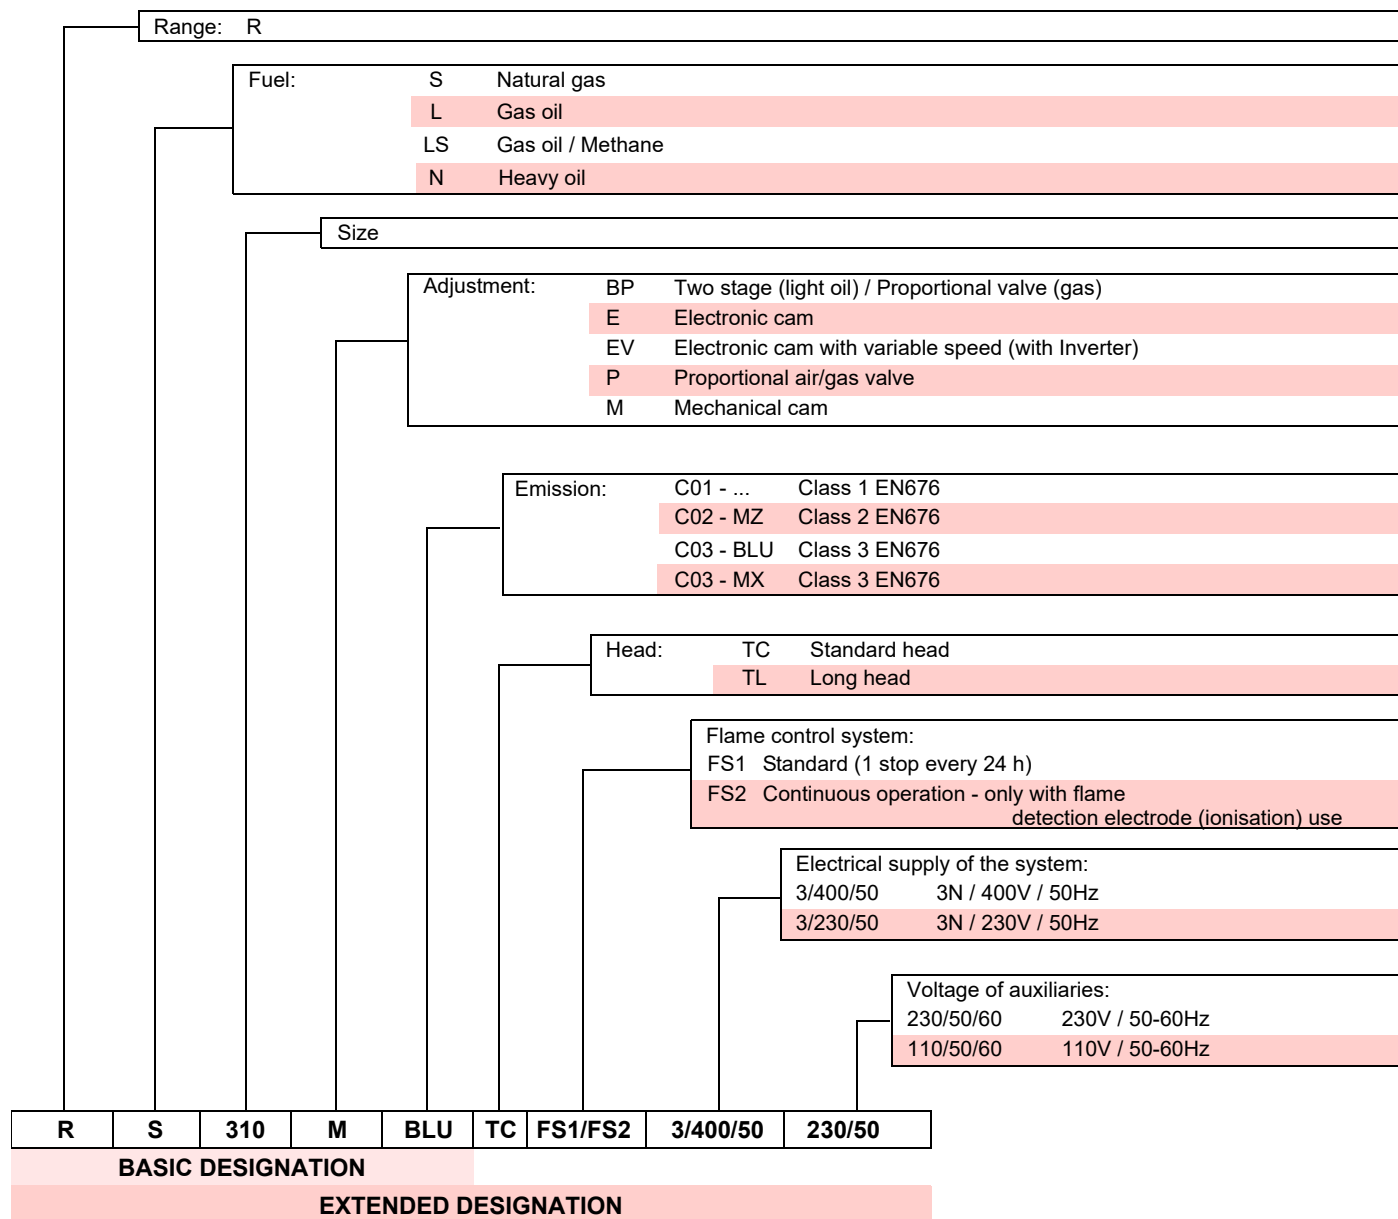 Range: R
Fuel: S Natural gas
L Gas oil
LS Gas oil / Methane
N Heavy oil
Size
Adjustment: BP Two stage (light oil) / Proportional valve (gas)
E Electronic cam
EV Electronic cam with variable speed (with Inverter)
P Proportional air/gas valve
M Mechanical cam
Emission: C01 - ... Class 1 EN676
C02 - MZ Class 2 EN676
C03 - BLU Class 3 EN676
C03 - MX Class 3 EN676
Head: TC Standard head
TL Long head
Flame control system:
FS1 Standard (1 stop every 24 h)
FS2 Continuous operation - only with flame
detection electrode (ionisation) use
Electrical supply of the system:
3/400/50 3N / 400V / 50Hz
3/230/50 3N / 230V / 50Hz
Voltage of auxiliaries:
230/50/60 230V / 50-60Hz
110/50/60 110V / 50-60Hz
R S 310 M BLU TC FS1/FS2 3/400/50 230/50
BASIC DESIGNATION
EXTENDED DESIGNATION